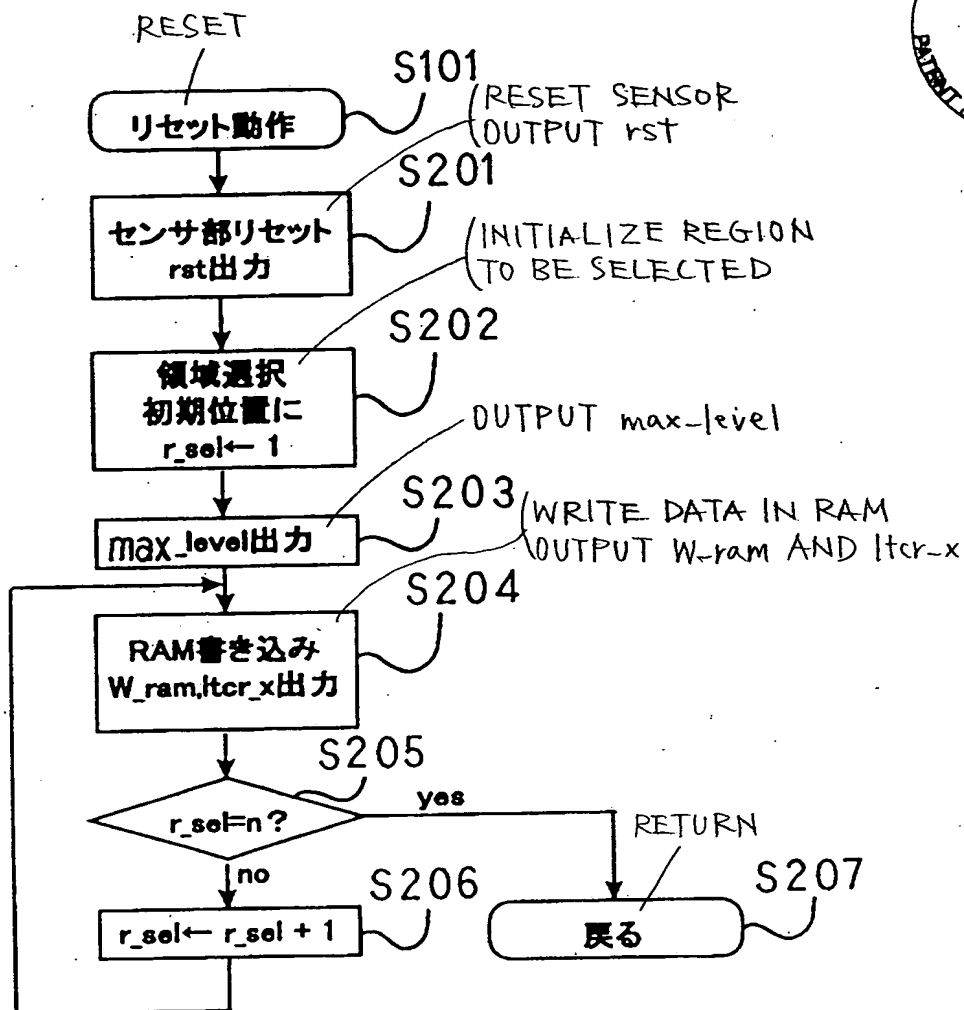 RESET
PATENT
S101
リセット動作
RESET SENSOR
OUTPUT rst
S201
センサ部リセット
rst出力
INITIALIZE REGION
TO BE SELECTED
S202
領域選択
初期位置に
r_sel← 1
OUTPUT max_level
S203
max_level出力
WRITE DATA IN RAM
OUTPUT W_ram AND ltcr_x
S204
RAM書き込み
W_ram,ltcr_x出力
S205
r_sel=n?
yes
no
RETURN
S206
r_sel← r_sel + 1
S207
戻る